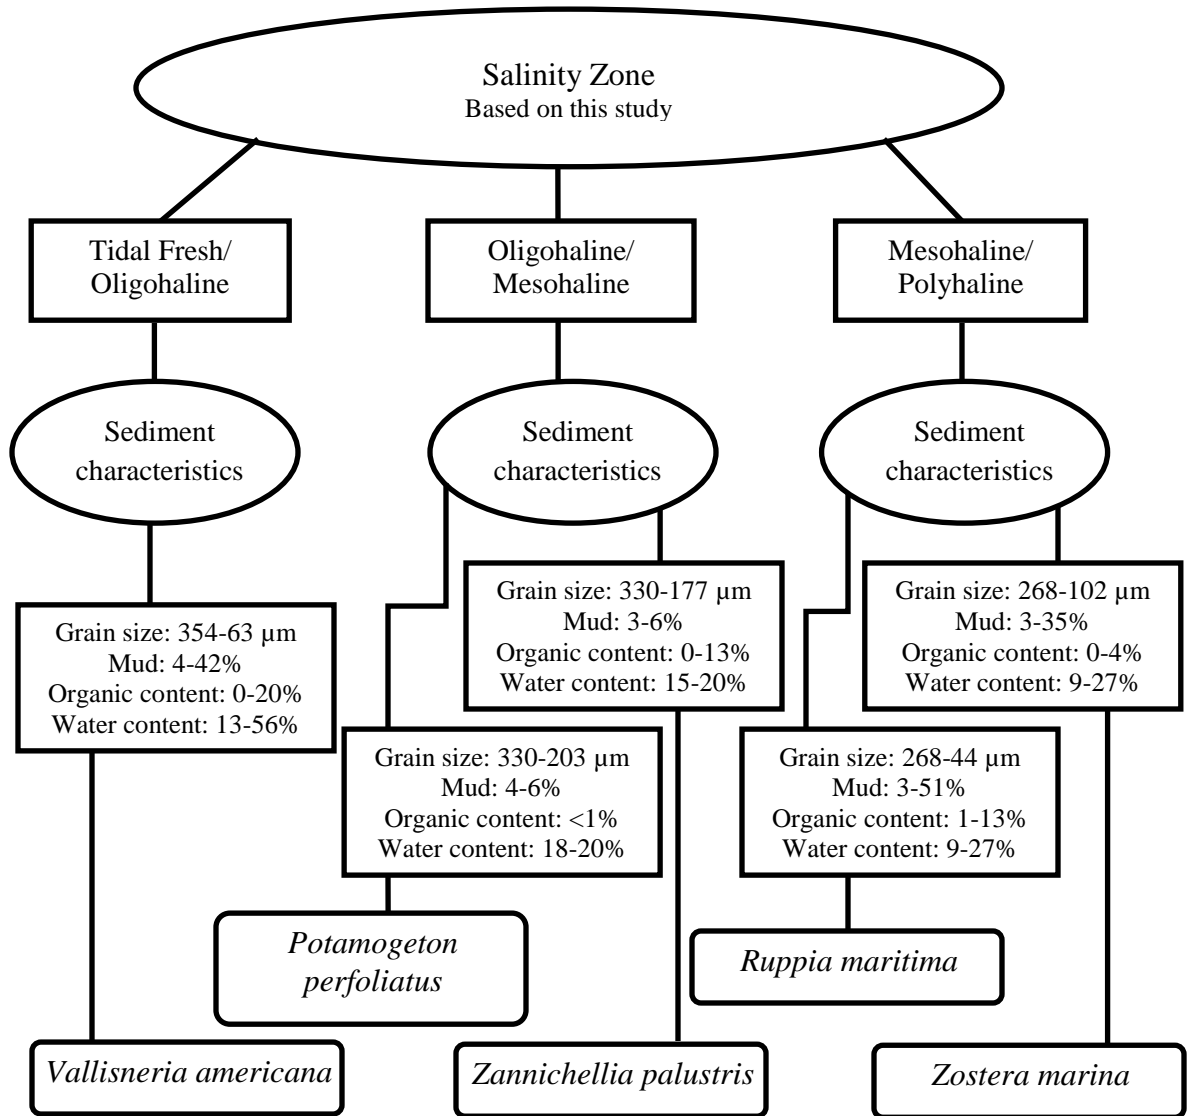 Salinity Zone
Based on this study
Tidal Fresh/
Oligohaline
Oligohaline/
Mesohaline
Mesohaline/
Polyhaline
Sediment
characteristics
Sediment
characteristics
Sediment
characteristics
Grain size: 354-63 µm
Mud: 4-42%
Organic content: 0-20%
Water content: 13-56%
Grain size: 330-177 µm
Mud: 3-6%
Organic content: 0-13%
Water content: 15-20%
Grain size: 268-102 µm
Mud: 3-35%
Organic content: 0-4%
Water content: 9-27%
Grain size: 330-203 µm
Mud: 4-6%
Organic content: <1%
Water content: 18-20%
Grain size: 268-44 µm
Mud: 3-51%
Organic content: 1-13%
Water content: 9-27%
Potamogeton
perfoliatus
Ruppia maritima
Vallisneria americana
Zannichellia palustris
Zostera marina